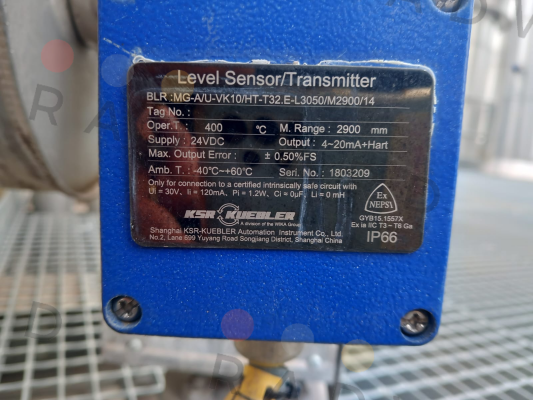 Level Sensor/Transmitter
BLR :MG-A/U-VK10/HT-T32.E-L3050/M2900/14
Tag No. :
Oper.T. : 400 ℃ M. Range : 2900 mm
Supply : 24VDC Output : 4~20mA+Hart
Max. Output Error : ± 0.50%FS
Amb. T. : -40℃~+60℃ Seri. No. : 1803209
Only for connection to a certified intrinsically safe circuit with
Ui = 30V, Ii = 120mA, Pi = 1.2W, Ci = 0μF, Li = 0 mH
Ex
NEPSI
GYB15.1557X
Ex ia IIC T3~T6 Ga
IP66
KSR KUEBLER
A division of the WIKA Group
Shanghai KSR-KUEBLER Automation Instrument Co., Ltd
No.2, Lane 599 Yuyang Road Songjiang District, Shanghai China